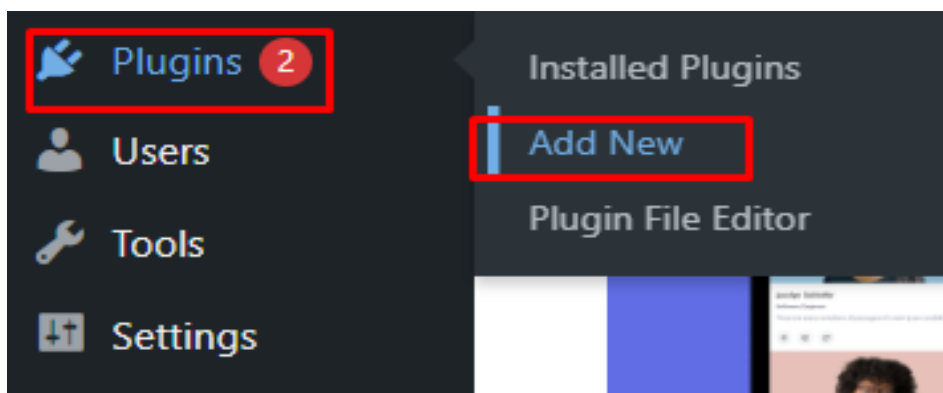 Plugins 2
Users
Tools
Settings
Installed Plugins
Add New
Plugin File Editor